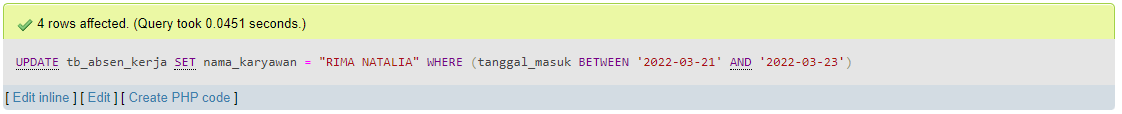 4 rows affected. (Query took 0.0451 seconds.)
UPDATE tb_absen_kerja SET nama_karyawan = "RIMA NATALIA" WHERE (tanggal_masuk BETWEEN '2022-03-21' AND '2022-03-23')
[ Edit inline ] [ Edit ] [ Create PHP code ]